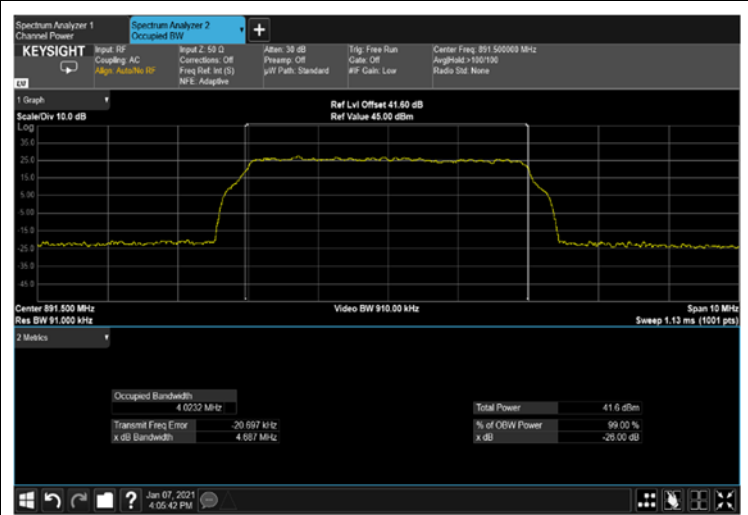 Spectrum Analyzer 1
Channel Power
Spectrum Analyzer 2
Occupied BW
+
KEYSIGHT
Input: RF
Coupling: AC
Align: Auto/No RF
Input Z: 50 Ω
Corrections: Off
Freq Ref: Int (S)
NFE: Adaptive
Atten: 30 dB
Preamp: Off
µW Path: Standard
Trig: Free Run
Gate: Off
#IF Gain: Low
Center Freq: 891.500000 MHz
Avg|Hold:>100/100
Radio Std: None
1 Graph
Scale/Div 10.0 dB
Ref Lvl Offset 41.60 dB
Ref Value 45.00 dBm
Log
35.0
25.0
15.0
5.00
-5.00
-15.0
-25.0
-35.0
-45.0
Center 891.500 MHz
Video BW 910.00 kHz
Span 10 MHz
Res BW 91.000 kHz
Sweep 1.13 ms (1001 pts)
2 Metrics
Occupied Bandwidth
4.0232 MHz
Total Power 41.6 dBm
Transmit Freq Error -20.697 kHz
% of OBW Power 99.00 %
x dB Bandwidth 4.687 MHz
x dB -26.00 dB
?
Jan 07, 2021
4:05:42 PM